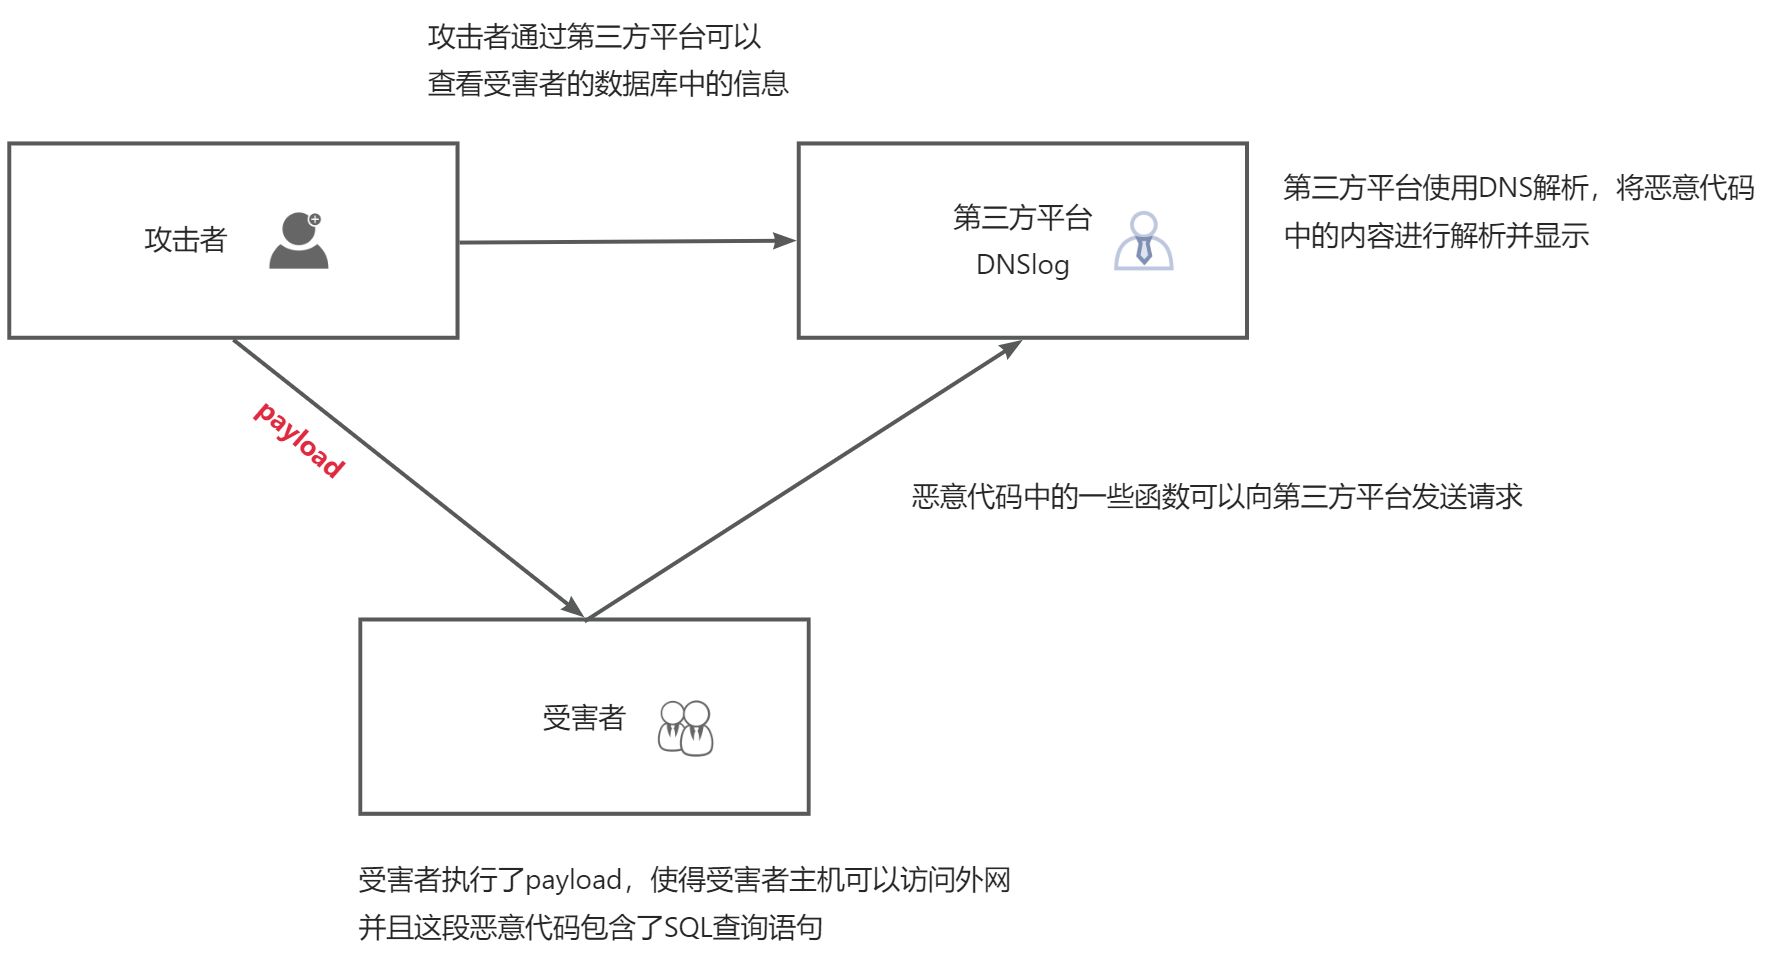 攻击者通过第三方平台可以
查看受害者的数据库中的信息
攻击者
第三方平台
DNSlog
第三方平台使用DNS解析，将恶意代码
中的内容进行解析并显示
payload
恶意代码中的一些函数可以向第三方平台发送请求
受害者
受害者执行了payload，使得受害者主机可以访问外网
并且这段恶意代码包含了SQL查询语句